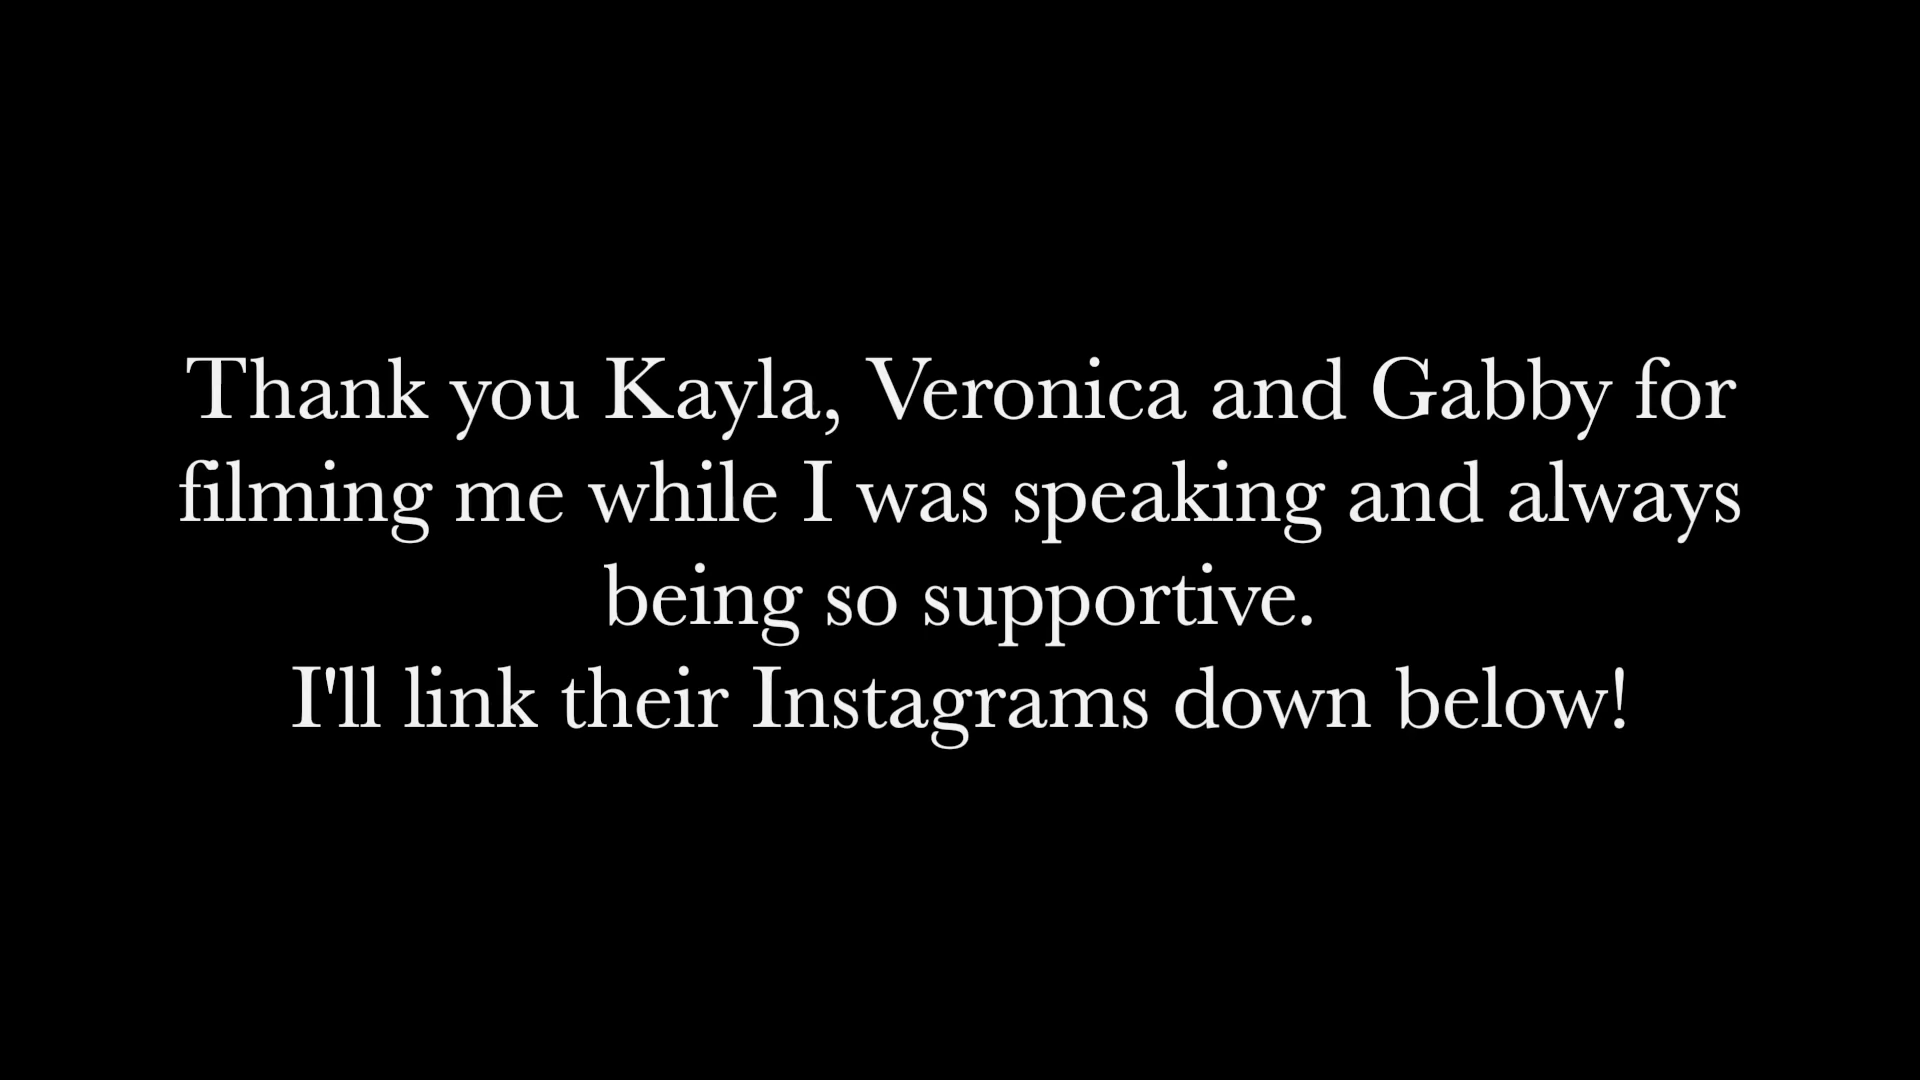 Thank you Kayla, Veronica and Gabby for
filming me while I was speaking and always
being so supportive.
I'll link their Instagrams down below!